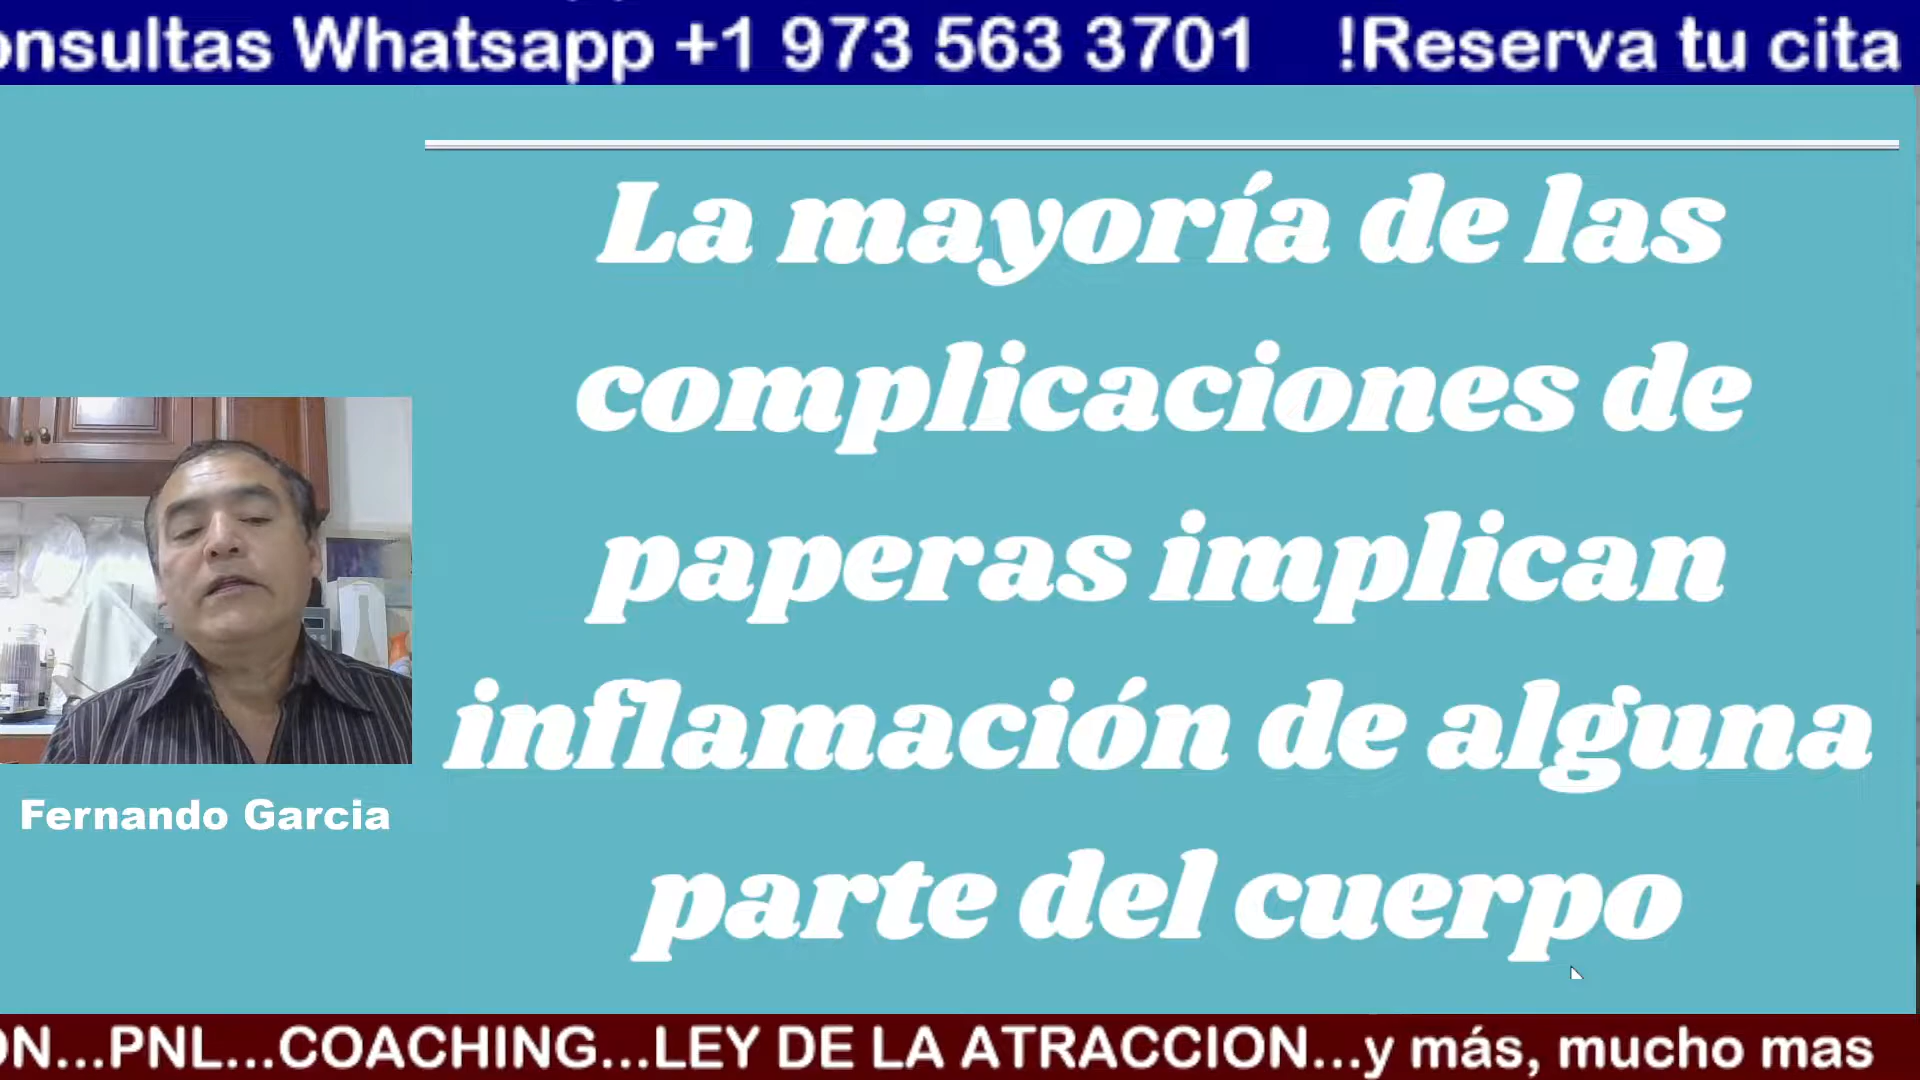 onsultas Whatsapp +1 973 563 3701 !Reserva tu cita
La mayoría de las
complicaciones de
paperas implican
inflamación de alguna
parte del cuerpo
Fernando Garcia
ON...PNL...COACHING...LEY DE LA ATRACCION...y más, mucho mas